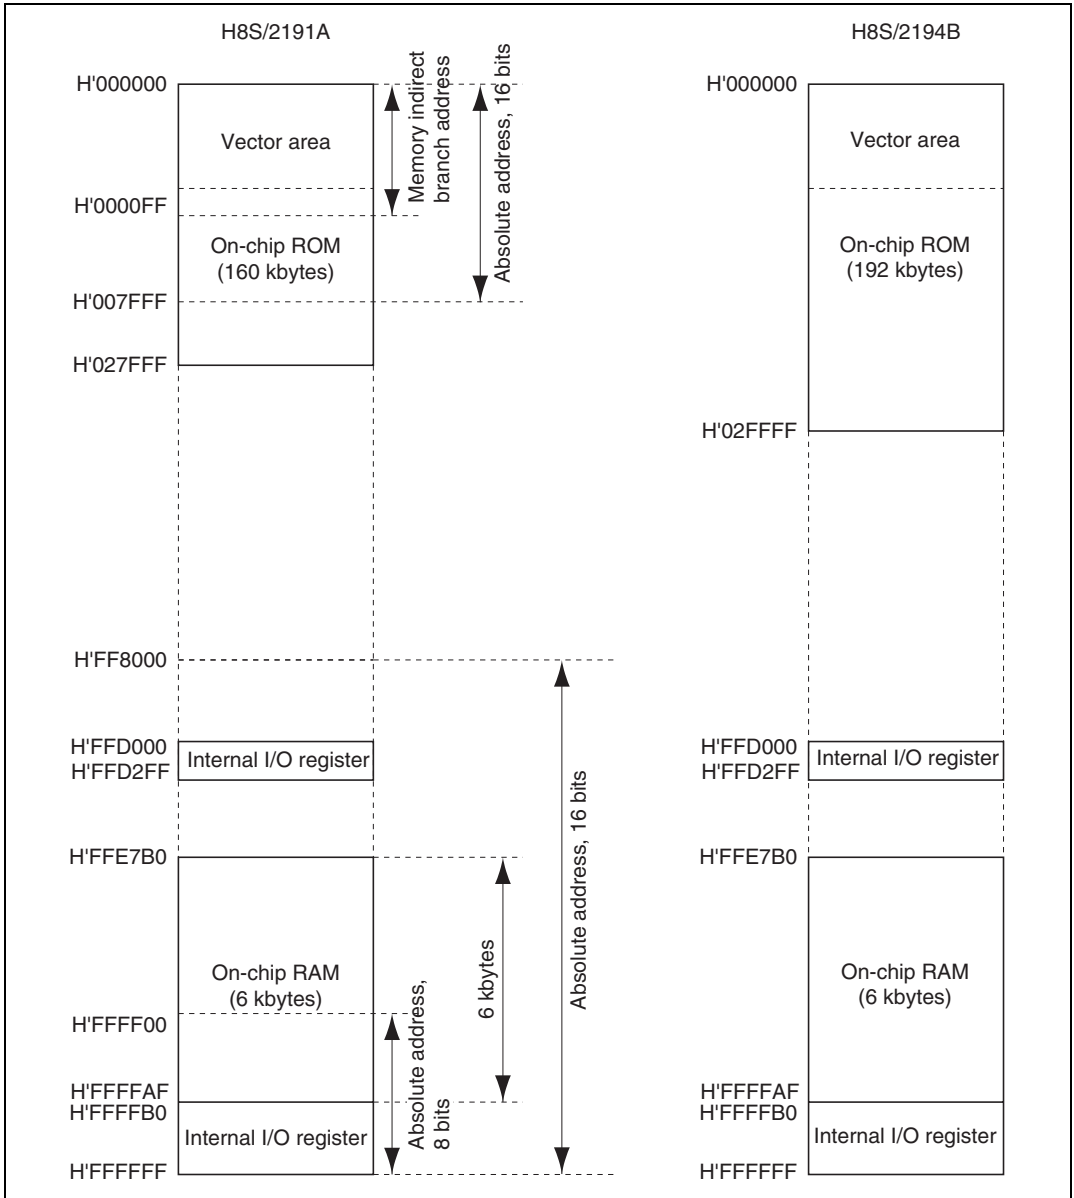 H8S/2191A
H'000000
Vector area
H'0000FF
On-chip ROM
(160 kbytes)
H'007FFF
H'027FFF
Memory indirect
branch address
Absolute address, 16 bits
H'FF8000
H'FFD000
Internal I/O register
H'FFD2FF
H'FFE7B0
On-chip RAM
(6 kbytes)
H'FFFF00
H'FFFFAF
H'FFFFB0
Internal I/O register
H'FFFFFF
Absolute address,
8 bits
6 kbytes
Absolute address, 16 bits
H8S/2194B
H'000000
Vector area
On-chip ROM
(192 kbytes)
H'02FFFF
H'FFD000
Internal I/O register
H'FFD2FF
H'FFE7B0
On-chip RAM
(6 kbytes)
H'FFFFAF
H'FFFFB0
Internal I/O register
H'FFFFFF